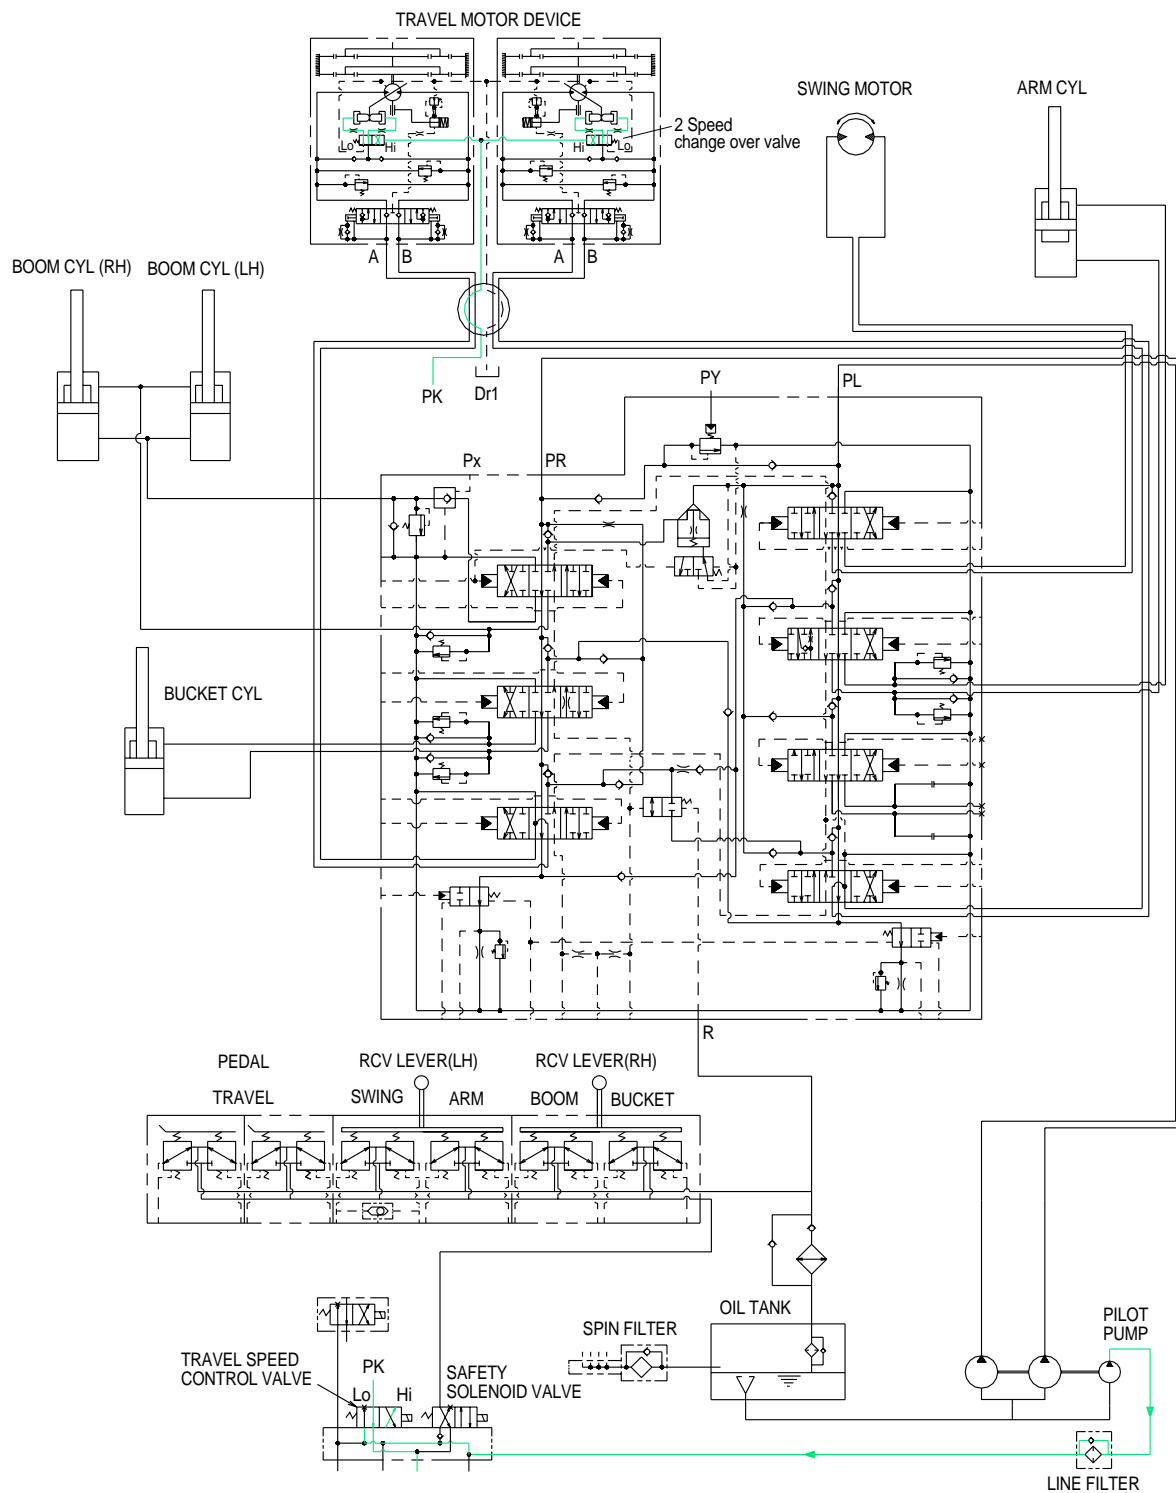 TRAVEL MOTOR DEVICE
SWING MOTOR
ARM CYL
2 Speed
change over valve
Lo
Hi
Hi
Lo
A
B
A
B
BOOM CYL (RH)
BOOM CYL (LH)
PK
Dr1
PY
PL
Px
PR
BUCKET CYL
R
PEDAL
RCV LEVER(LH)
RCV LEVER(RH)
TRAVEL
SWING
ARM
BOOM
BUCKET
OIL TANK
PILOT
PUMP
SPIN FILTER
TRAVEL SPEED
CONTROL VALVE
PK
Lo
Hi
SAFETY
SOLENOID VALVE
LINE FILTER